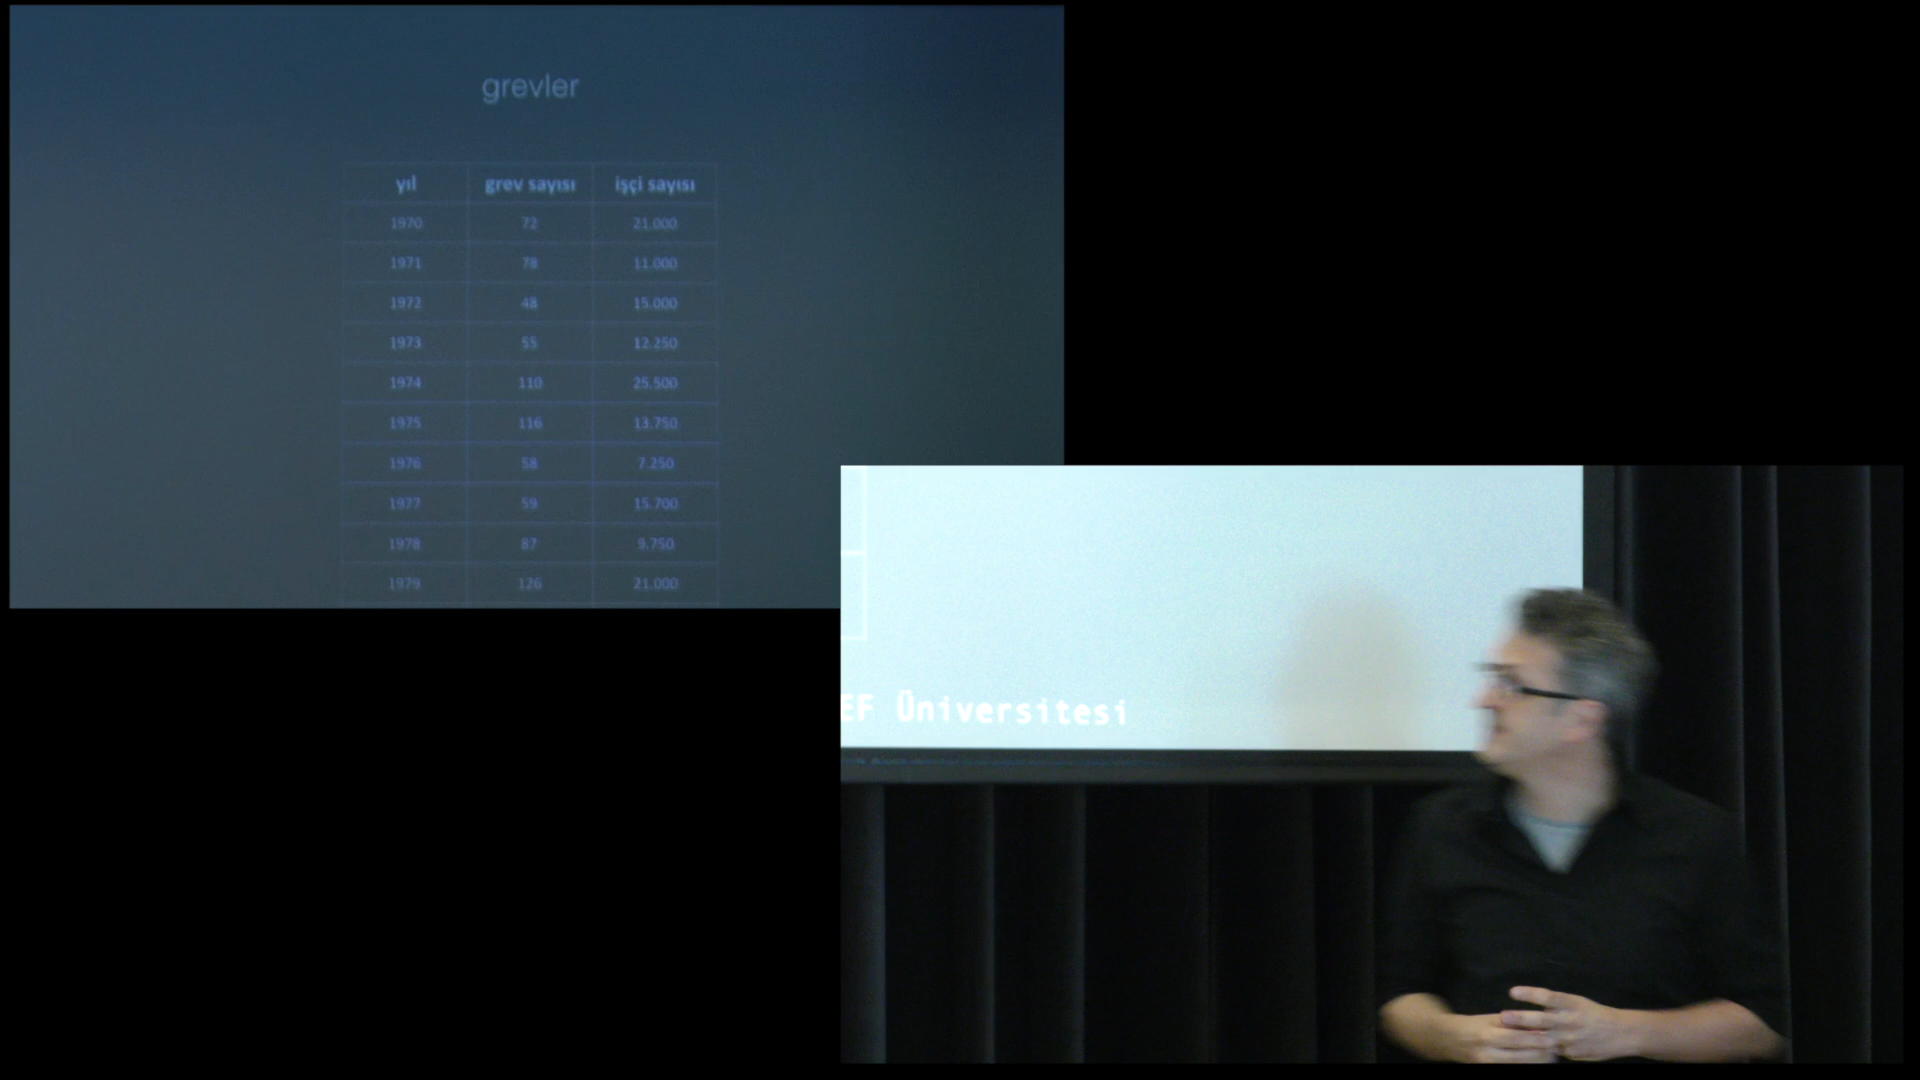 grevler
yıl grev sayısı işçi sayısı
1970 72 21.000
1971 78 11.000
1972 48 15.000
1973 55 12.250
1974 110 25.500
1975 116 13.750
1976 58 7.250
1977 59 15.700
1978 87 9.750
1979 126 21.000
EF Üniversitesi